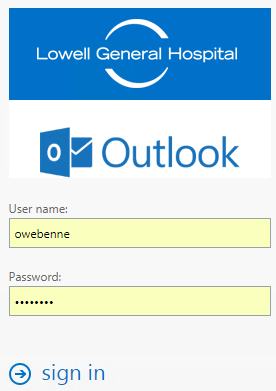 Lowell General Hospital
Outlook
User name:
owebenne
Password:
••••••••
sign in